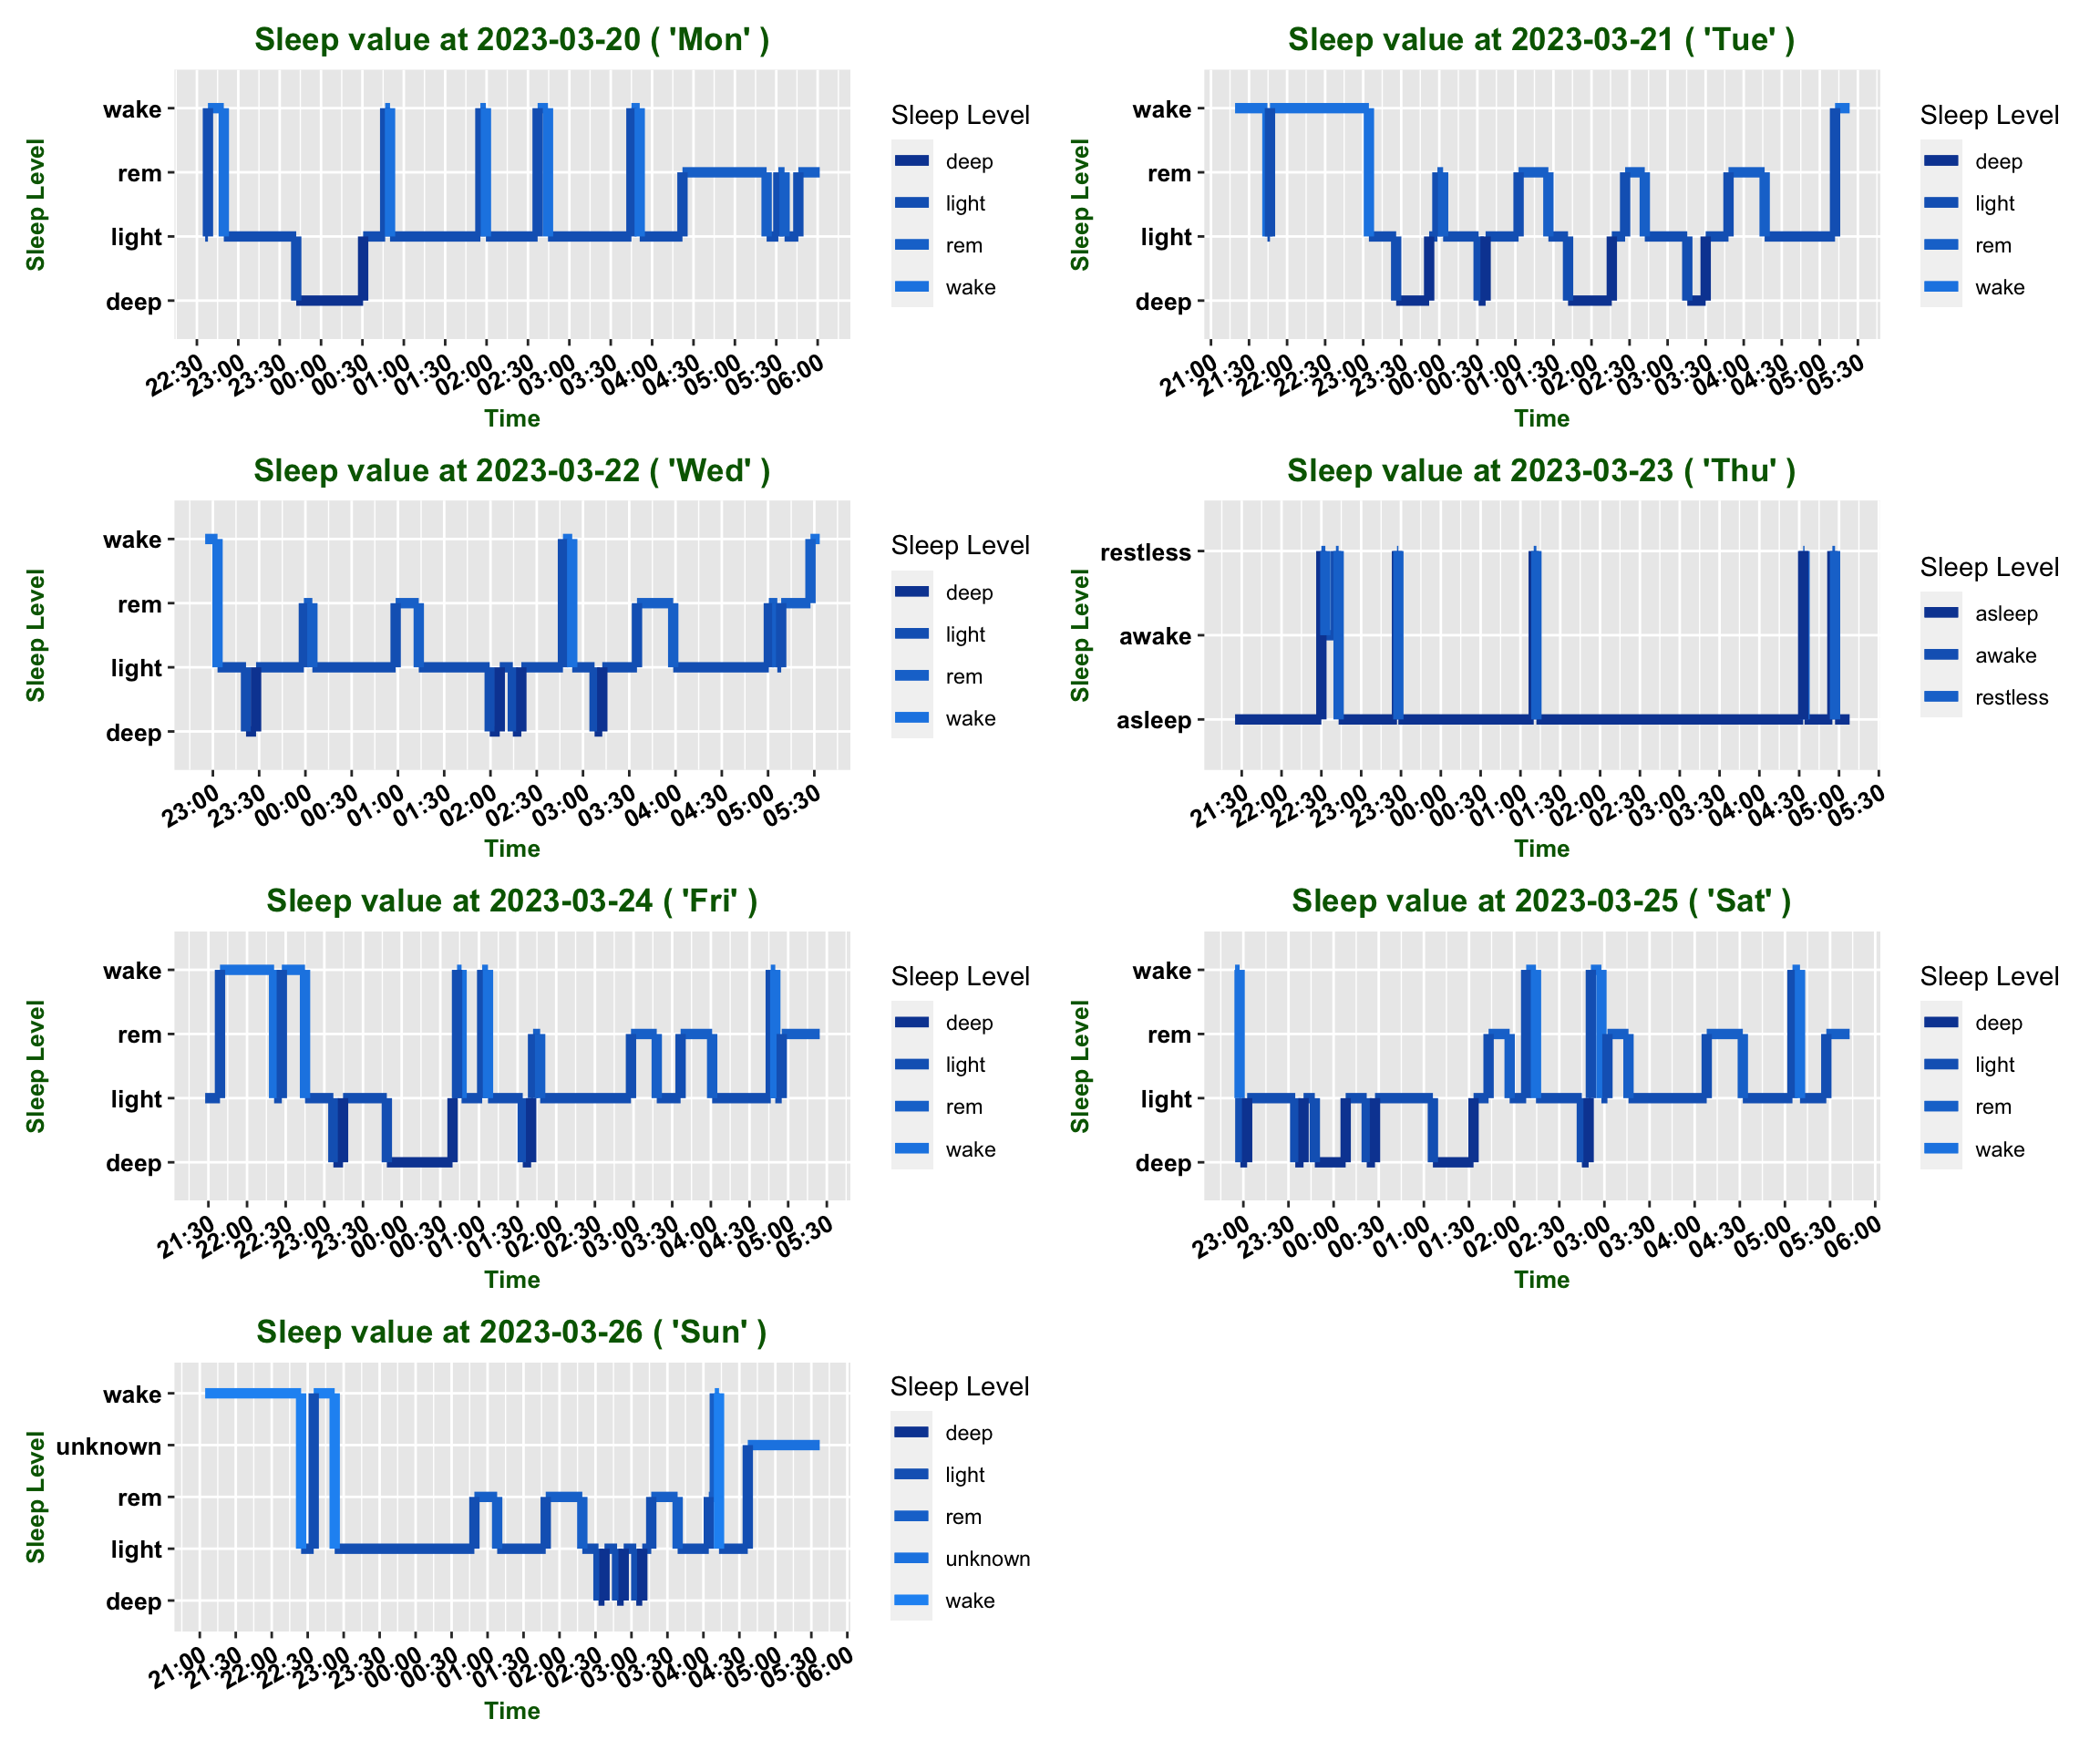 Sleep value at 2023-03-20 ( 'Mon' )
Sleep Level
wake
rem
light
deep
22:30 23:00 23:30 00:00 00:30 01:00 01:30 02:00 02:30 03:00 03:30 04:00 04:30 05:00 05:30 06:00
Time
Sleep Level
deep
light
rem
wake
Sleep value at 2023-03-21 ( 'Tue' )
Sleep Level
wake
rem
light
deep
21:00 21:30 22:00 22:30 23:00 23:30 00:00 00:30 01:00 01:30 02:00 02:30 03:00 03:30 04:00 04:30 05:00 05:30
Time
Sleep Level
deep
light
rem
wake
Sleep value at 2023-03-22 ( 'Wed' )
Sleep Level
wake
rem
light
deep
23:00 23:30 00:00 00:30 01:00 01:30 02:00 02:30 03:00 03:30 04:00 04:30 05:00 05:30
Time
Sleep Level
deep
light
rem
wake
Sleep value at 2023-03-23 ( 'Thu' )
Sleep Level
restless
awake
asleep
21:30 22:00 22:30 23:00 23:30 00:00 00:30 01:00 01:30 02:00 02:30 03:00 03:30 04:00 04:30 05:00 05:30
Time
Sleep Level
asleep
awake
restless
Sleep value at 2023-03-24 ( 'Fri' )
Sleep Level
wake
rem
light
deep
21:30 22:00 22:30 23:00 23:30 00:00 00:30 01:00 01:30 02:00 02:30 03:00 03:30 04:00 04:30 05:00 05:30
Time
Sleep Level
deep
light
rem
wake
Sleep value at 2023-03-25 ( 'Sat' )
Sleep Level
wake
rem
light
deep
23:00 23:30 00:00 00:30 01:00 01:30 02:00 02:30 03:00 03:30 04:00 04:30 05:00 05:30 06:00
Time
Sleep Level
deep
light
rem
wake
Sleep value at 2023-03-26 ( 'Sun' )
Sleep Level
wake
unknown
rem
light
deep
21:00 21:30 22:00 22:30 23:00 23:30 00:00 00:30 01:00 01:30 02:00 02:30 03:00 03:30 04:00 04:30 05:00 05:30 06:00
Time
Sleep Level
deep
light
rem
unknown
wake